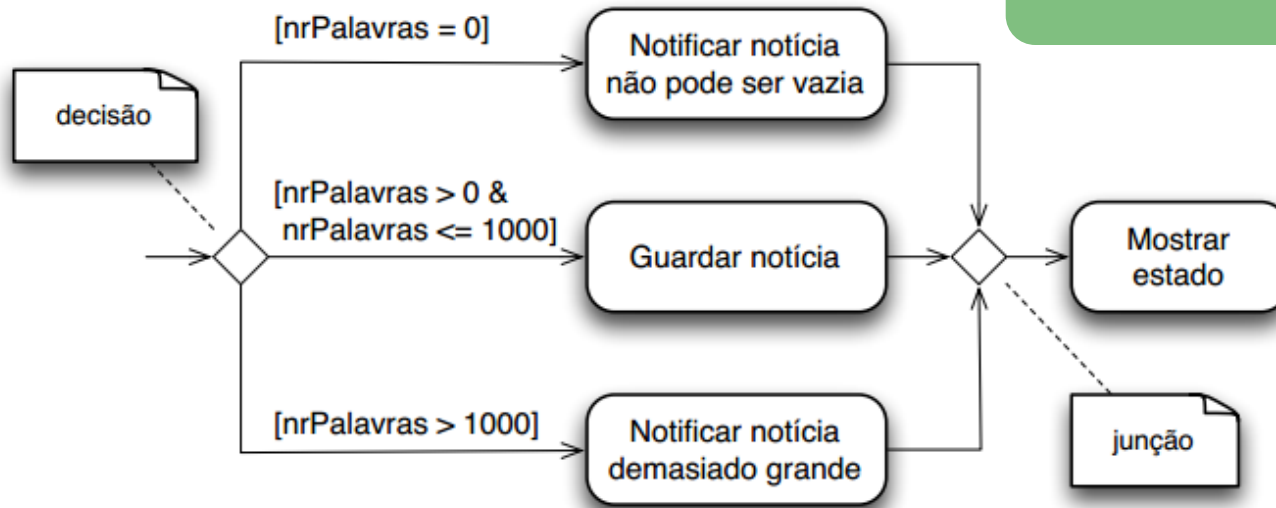 [nrPalavras = 0]
Notificar notícia
não pode ser vazia
decisão
[nrPalavras > 0 &
nrPalavras <= 1000]
Guardar notícia
Mostrar
estado
[nrPalavras > 1000]
Notificar notícia
demasiado grande
junção